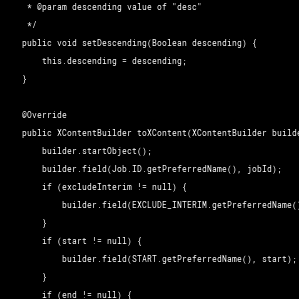 * @param descending value of "desc"
*/
public void setDescending(Boolean descending) {
this.descending = descending;
}
@Override
public XContentBuilder toXContent(XContentBuilder builde
builder.startObject();
builder.field(Job.ID.getPreferredName(), jobId);
if (excludeInterim != null) {
builder.field(EXCLUDE_INTERIM.getPreferredName()
}
if (start != null) {
builder.field(START.getPreferredName(), start);
}
if (end != null) {